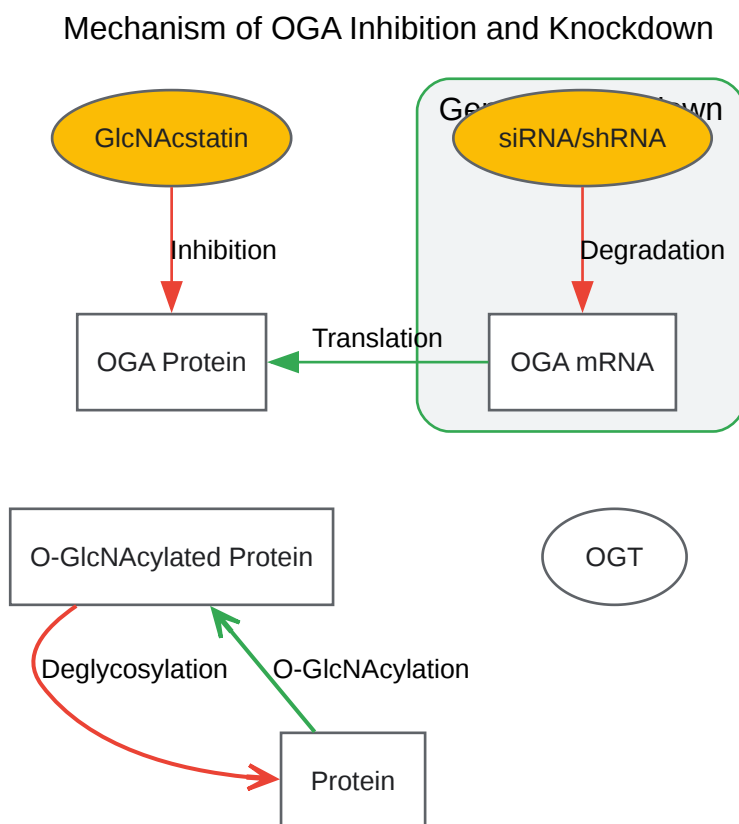 Mechanism of OGA Inhibition and Knockdown
GlcNAcstatin
siRNA/shRNA
Inhibition
Degradation
OGA Protein
Translation
OGA mRNA
O-GlcNAcylated Protein
OGT
Deglycosylation
O-GlcNAcylation
Protein